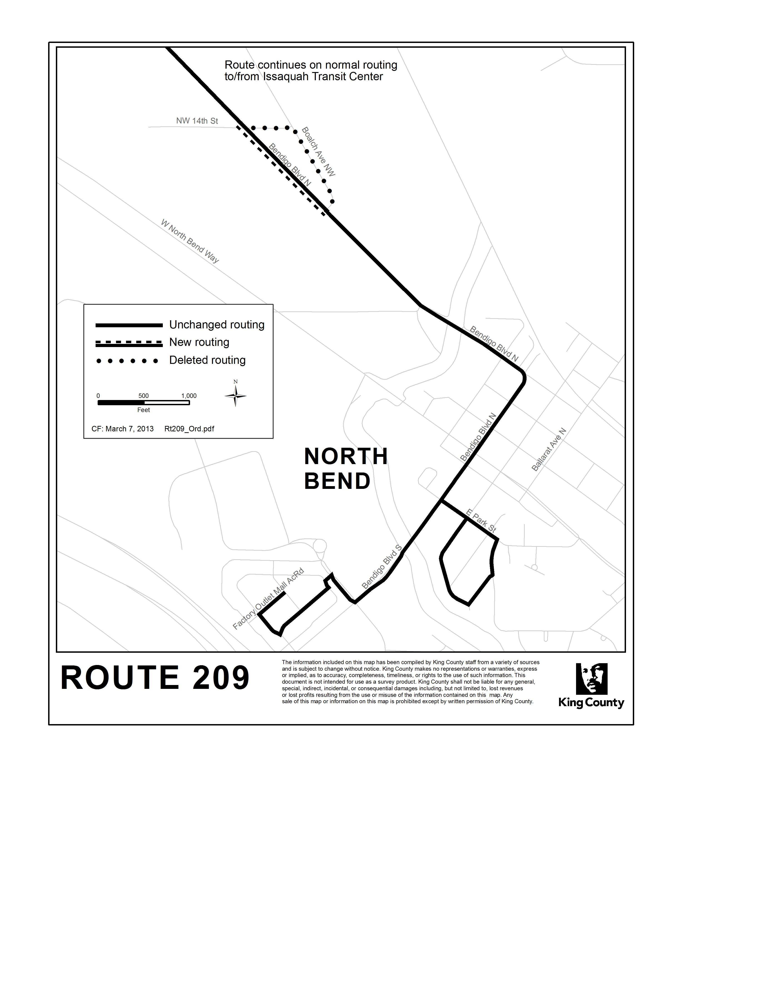 Route continues on normal routing
to/from Issaquah Transit Center
NW 14th St
Boalch Ave NW
Bendigo Blvd N
W North Bend Way
Unchanged routing
New routing
Deleted routing
N
0 500 1,000
Feet
CF: March 7, 2013 Rt209_Ord.pdf
Bendigo Blvd N
Bendigo Blvd N
Ballarat Ave N
NORTH
BEND
E Park St
Bendigo Blvd S
Factory Outlet Mall AcRd
ROUTE 209
The information included on this map has been compiled by King County staff from a variety of sources
and is subject to change without notice. King County makes no representations or warranties, express
or implied, as to accuracy, completeness, timeliness, or rights to the use of such information. This
document is not intended for use as a survey product. King County shall not be liable for any general,
special, indirect, incidental, or consequential damages including, but not limited to, lost revenues
or lost profits resulting from the use or misuse of the information contained on this map. Any
sale of this map or information on this map is prohibited except by written permission of King County.
King County